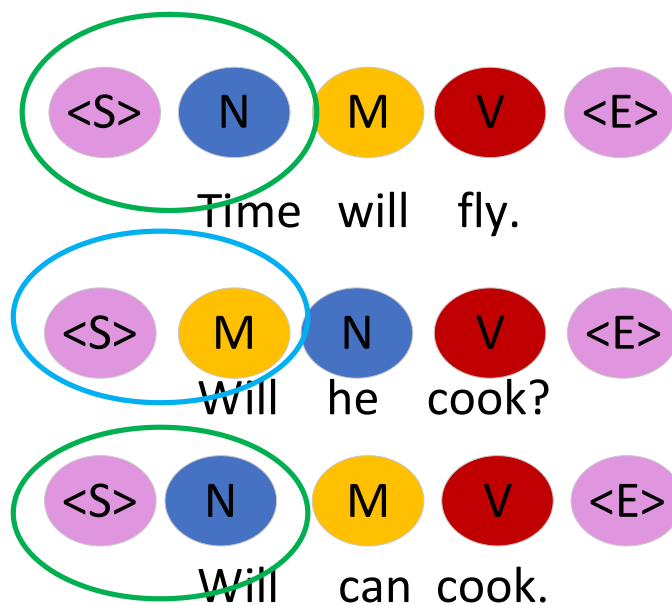 <S> N M V <E>
Time will fly.
<S> M N V <E>
Will he cook?
<S> N M V <E>
Will can cook.